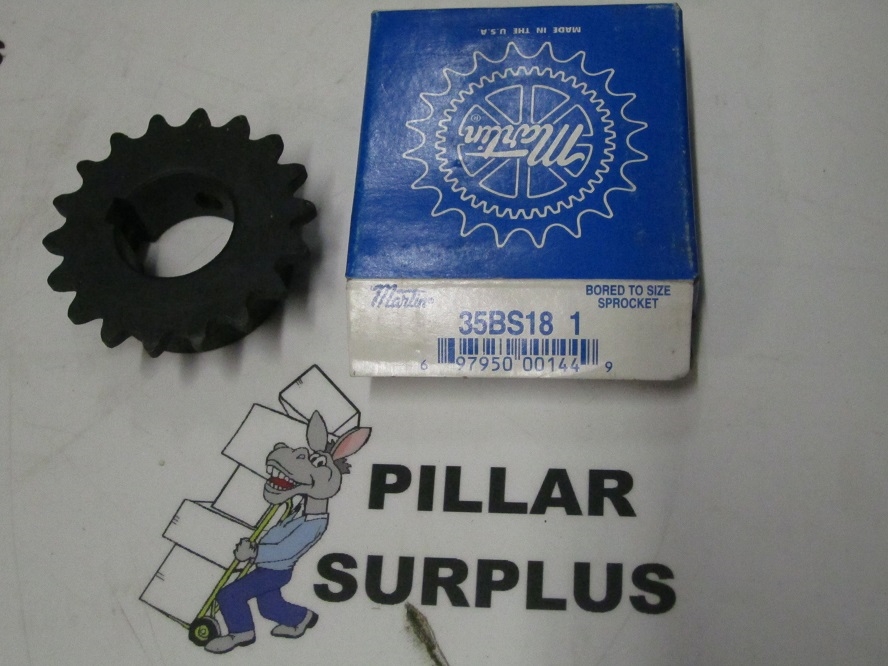 MADE IN THE U.S.A
Martin
®
Martin
BORED TO SIZE
SPROCKET
35BS18 1
6 97950 00144 9
PILLAR
SURPLUS